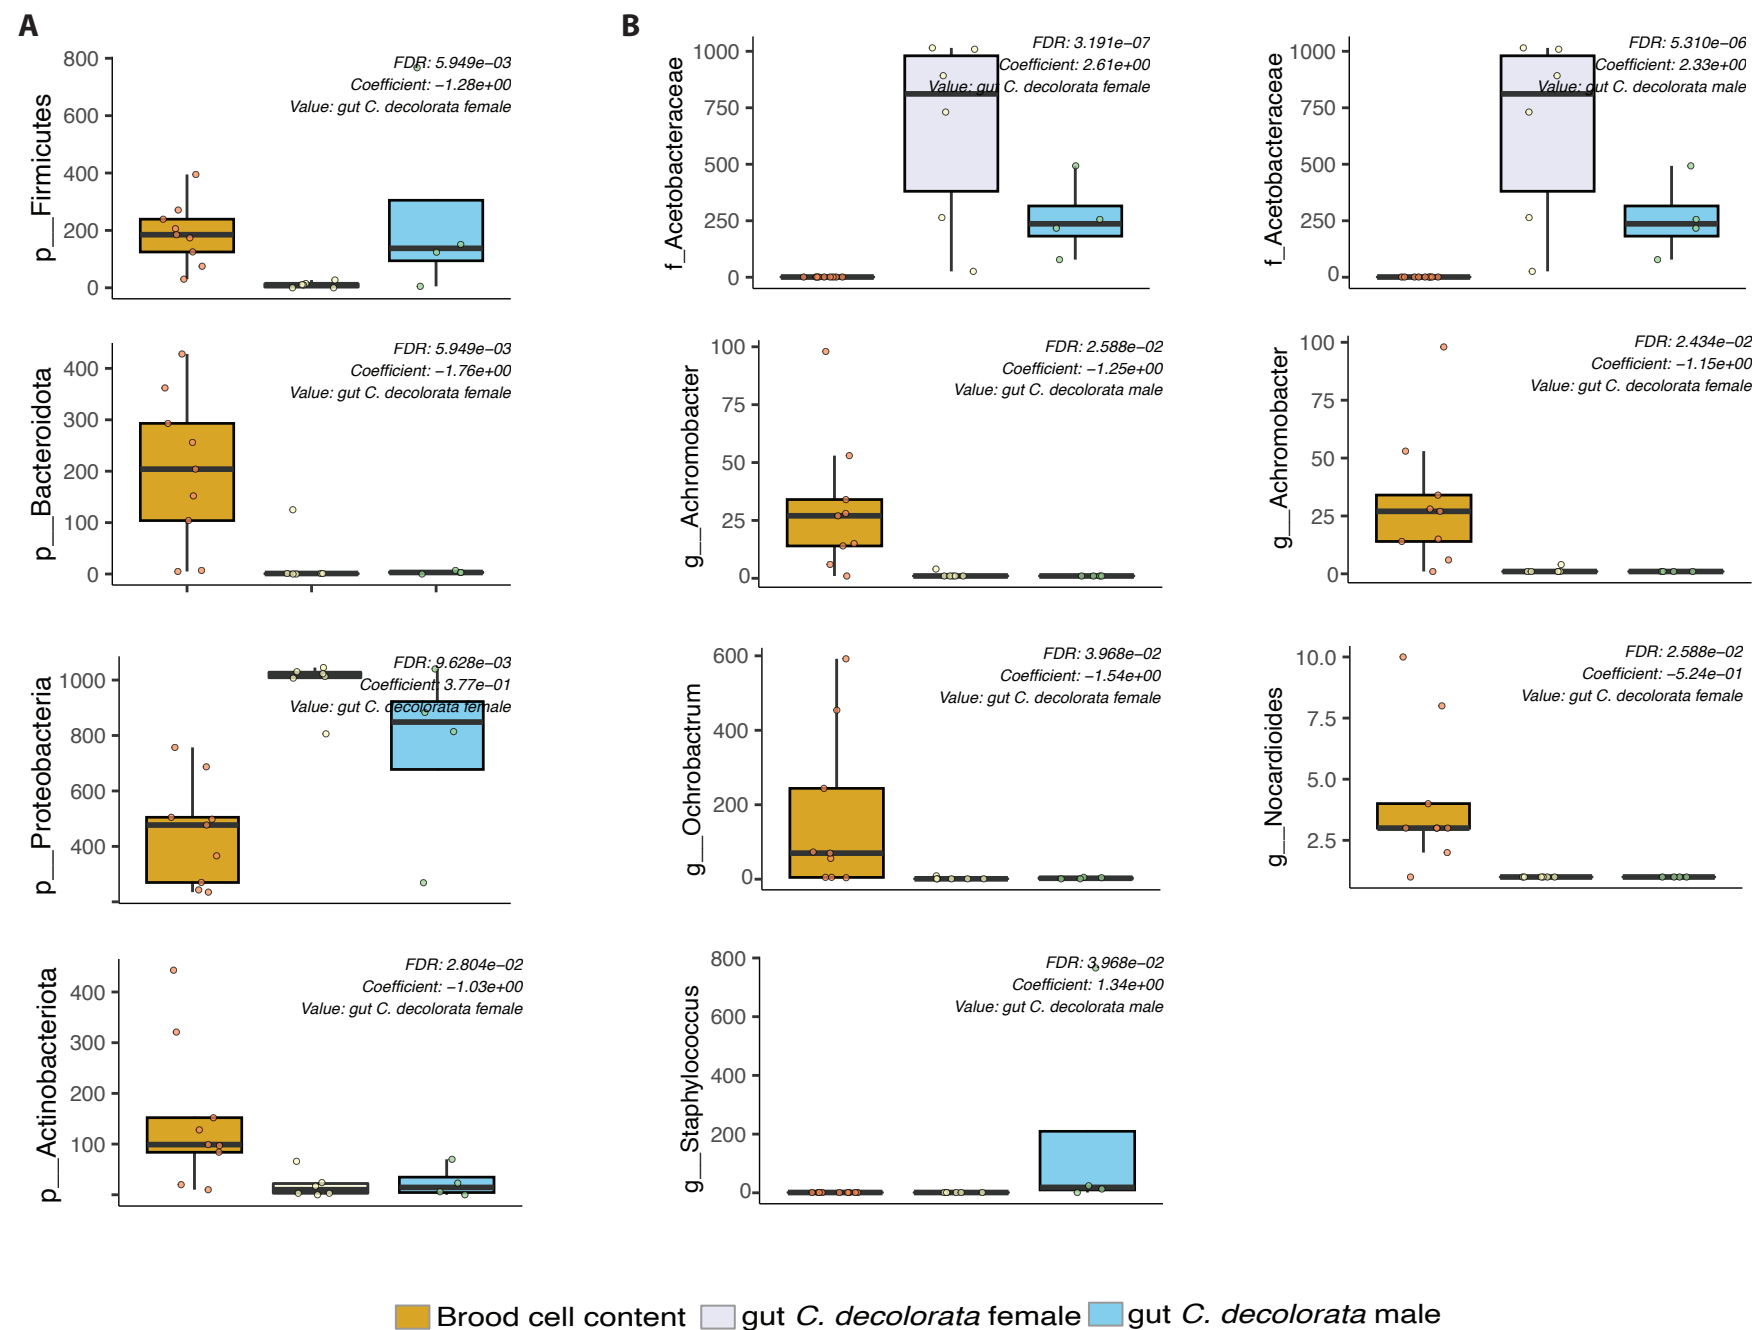 A
B
FDR: 5.949e−03
Coefficient: −1.28e+00
Value: gut C. decolorata female
p__Firmicutes
800
600
400
200
0
FDR: 3.191e−07
Coefficient: 2.61e+00
Value: gut C. decolorata female
f_Acetobacteraceae
1000
750
500
250
0
FDR: 5.310e−06
Coefficient: 2.33e+00
Value: gut C. decolorata male
f_Acetobacteraceae
1000
750
500
250
0
FDR: 5.949e−03
Coefficient: −1.76e+00
Value: gut C. decolorata female
p__Bacteroidota
400
300
200
100
0
FDR: 2.588e−02
Coefficient: −1.25e+00
Value: gut C. decolorata male
g__Achromobacter
100
75
50
25
0
FDR: 2.434e−02
Coefficient: −1.15e+00
Value: gut C. decolorata female
g__Achromobacter
100
75
50
25
0
FDR: 9.628e−03
Coefficient: 3.77e−01
Value: gut C. decolorata female
p__Proteobacteria
1000
800
600
400
FDR: 3.968e−02
Coefficient: −1.54e+00
Value: gut C. decolorata female
g__Ochrobactrum
600
400
200
0
FDR: 2.588e−02
Coefficient: −5.24e−01
Value: gut C. decolorata female
g__Nocardioides
10.0
7.5
5.0
2.5
FDR: 2.804e−02
Coefficient: −1.03e+00
Value: gut C. decolorata female
p__Actinobacteriota
400
300
200
100
FDR: 3.968e−02
Coefficient: 1.34e+00
Value: gut C. decolorata male
g__Staphylococcus
800
600
400
200
0
Brood cell content gut C. decolorata female gut C. decolorata male